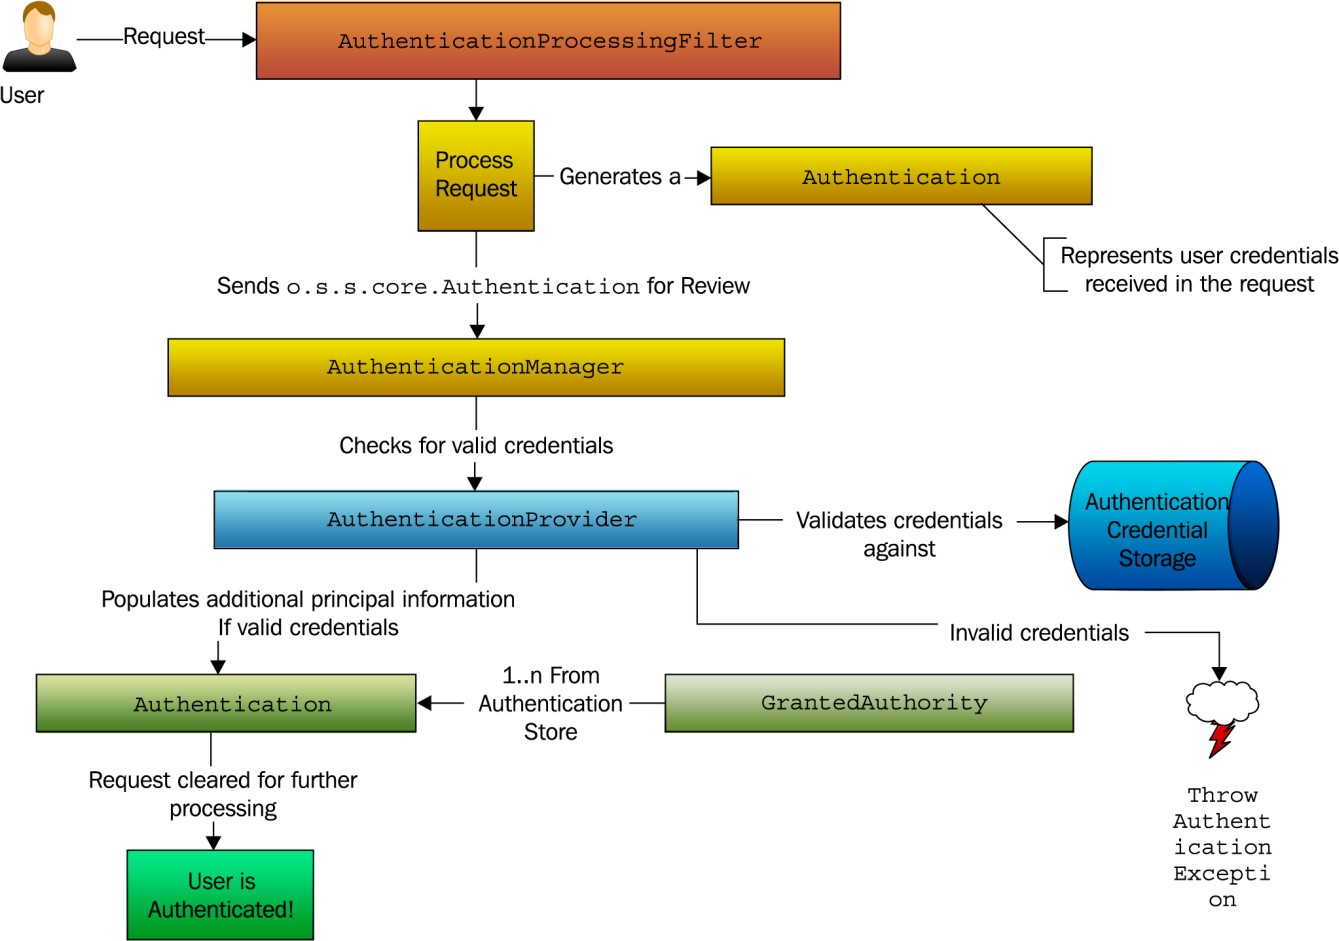 Request
AuthenticationProcessingFilter
User
Process
Request
Generates a
Authentication
Represents user credentials
received in the request
Sends o.s.s.core.Authentication for Review
AuthenticationManager
Checks for valid credentials
AuthenticationProvider
Validates credentials
against
Authentication
Credential
Storage
Populates additional principal information
If valid credentials
Invalid credentials
Authentication
1..n From
Authentication
Store
GrantedAuthority
Request cleared for further
processing
Throw
Authent
ication
Excepti
on
User is
Authenticated!